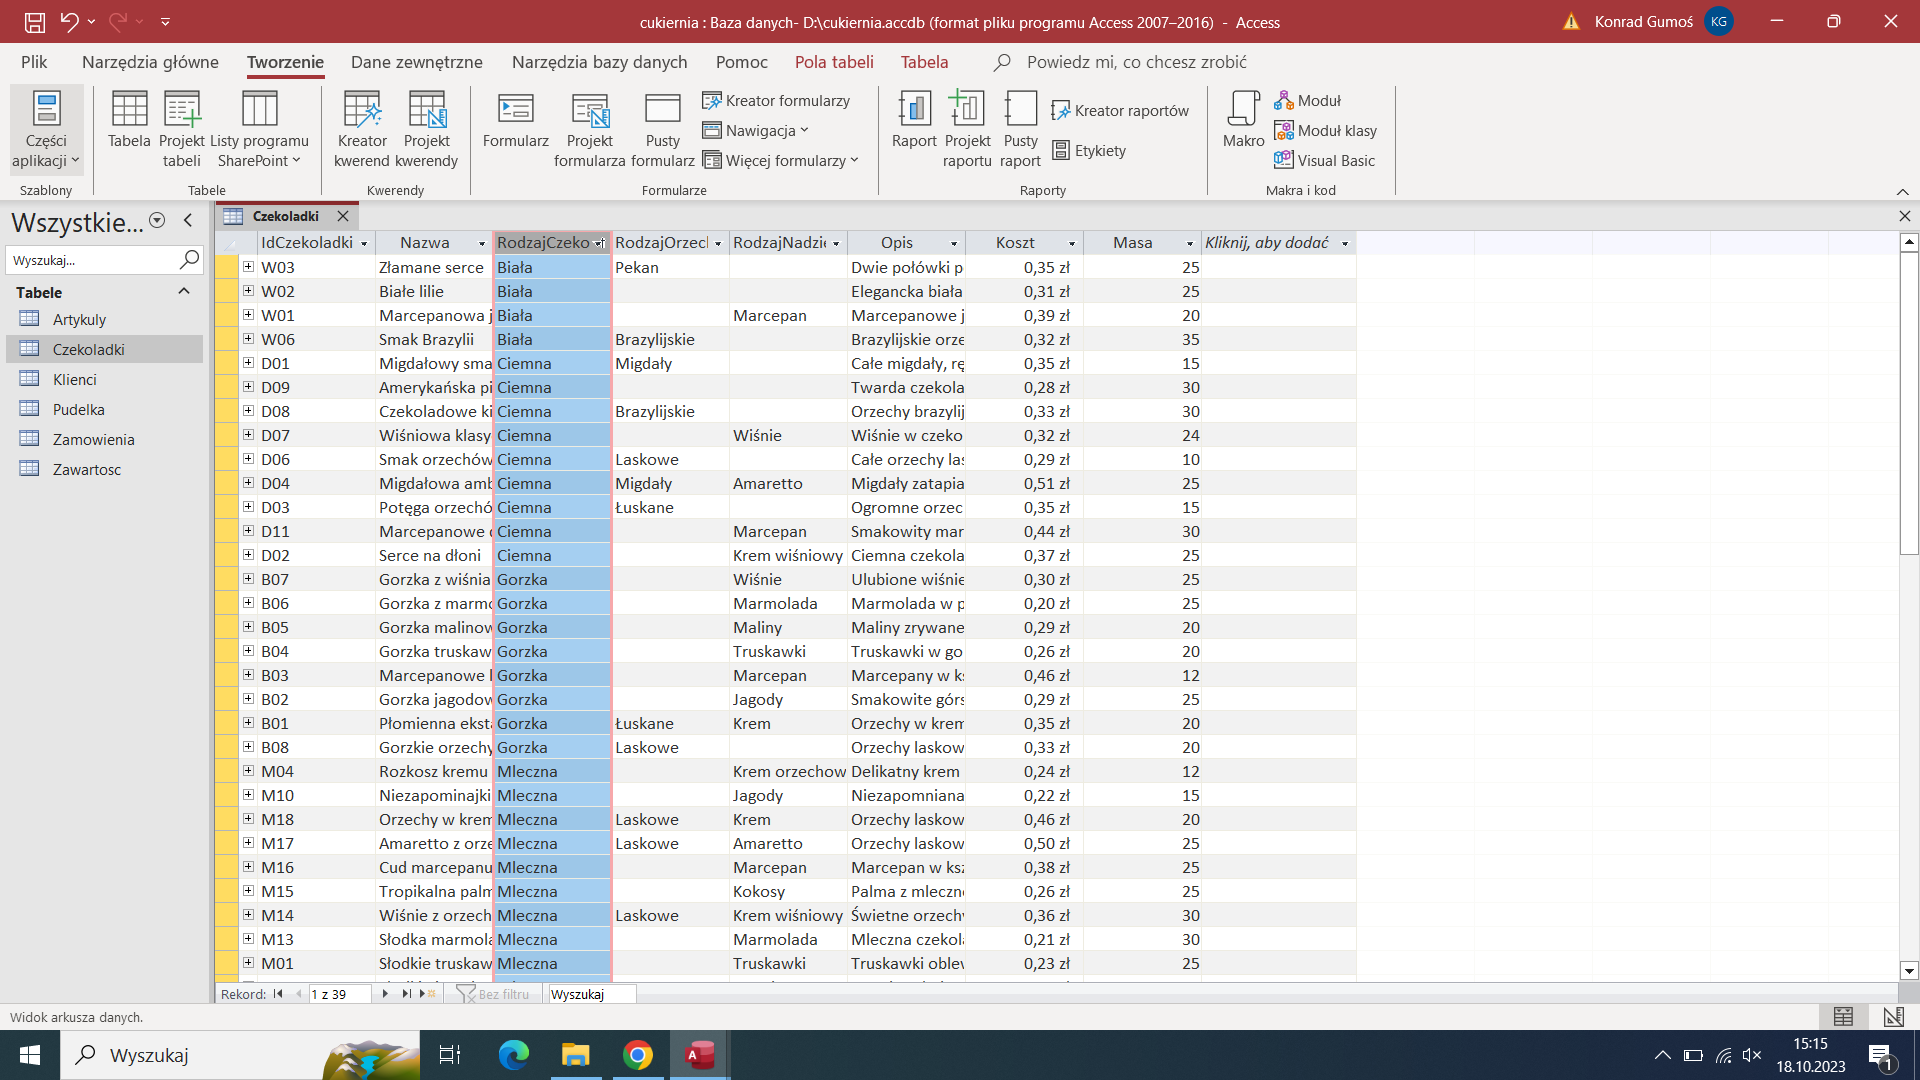 cukiernia : Baza danych- D:\cukiernia.accdb (format pliku programu Access 2007–2016)  -  Access
Konrad Gumoś
KG
Plik
Narzędzia główne
Tworzenie
Dane zewnętrzne
Narzędzia bazy danych
Pomoc
Pola tabeli
Tabela
Powiedz mi, co chcesz zrobić
Części aplikacji
Tabela
Projekt tabeli
Listy programu SharePoint
Kreator kwerend
Projekt kwerendy
Formularz
Projekt formularza
Pusty formularz
Kreator formularzy
Nawigacja
Więcej formularzy
Raport
Projekt raportu
Pusty raport
Kreator raportów
Etykiety
Makro
Moduł
Moduł klasy
Visual Basic
Szablony
Tabele
Kwerendy
Formularze
Raporty
Makra i kod
Wszystkie...
Wyszukaj...
Tabele
Artykuly
Czekoladki
Klienci
Pudelka
Zamowienia
Zawartosc
Czekoladki
IdCzekoladki Nazwa RodzajCzeko RodzajOrzech RodzajNadzie Opis Koszt Masa Kliknij, aby dodać
W03 Złamane serce Biała Pekan Dwie połówki p 0,35 zł 25
W02 Białe lilie Biała Elegancka biała 0,31 zł 25
W01 Marcepanowa j Biała Marcepan Marcepanowe j 0,39 zł 20
W06 Smak Brazylii Biała Brazylijskie Brazylijskie orze 0,32 zł 35
D01 Migdałowy sma Ciemna Migdały Całe migdały, rę 0,35 zł 15
D09 Amerykańska pi Ciemna Twarda czekola 0,28 zł 30
D08 Czekoladowe ki Ciemna Brazylijskie Orzechy brazylij 0,33 zł 30
D07 Wiśniowa klasy Ciemna Wiśnie Wiśnie w czeko 0,32 zł 24
D06 Smak orzechów Ciemna Laskowe Całe orzechy las 0,29 zł 10
D04 Migdałowa amb Ciemna Migdały Amaretto Migdały zatapia 0,51 zł 25
D03 Potęga orzechó Ciemna Łuskane Ogromne orzec 0,35 zł 15
D11 Marcepanowe Ciemna Marcepan Smakowity mar 0,44 zł 30
D02 Serce na dłoni Ciemna Krem wiśniowy Ciemna czekola 0,37 zł 25
B07 Gorzka z wiśnia Gorzka Wiśnie Ulubione wiśnie 0,30 zł 25
B06 Gorzka z marmo Gorzka Marmolada Marmolada w p 0,20 zł 25
B05 Gorzka malinow Gorzka Maliny Maliny zrywane 0,29 zł 20
B04 Gorzka truskaw Gorzka Truskawki Truskawki w go 0,26 zł 20
B03 Marcepanowe Gorzka Marcepan Marcepany w ks 0,46 zł 12
B02 Gorzka jagodow Gorzka Jagody Smakowite górs 0,29 zł 25
B01 Płomienna eksta Gorzka Łuskane Krem Orzechy w krem 0,35 zł 20
B08 Gorzkie orzechy Gorzka Laskowe Orzechy laskow 0,33 zł 20
M04 Rozkosz kremu Mleczna Krem orzechow Delikatny krem 0,24 zł 12
M10 Niezapominajki Mleczna Jagody Niezapomniana 0,22 zł 15
M18 Orzechy w krem Mleczna Laskowe Krem Orzechy laskow 0,46 zł 20
M17 Amaretto z orze Mleczna Laskowe Amaretto Orzechy laskow 0,50 zł 25
M16 Cud marcepanu Mleczna Marcepan Marcepan w ksz 0,38 zł 25
M15 Tropikalna palm Mleczna Kokosy Palma z mleczn 0,26 zł 25
M14 Wiśnie z orzech Mleczna Laskowe Krem wiśniowy Świetne orzech 0,36 zł 30
M13 Słodka marmola Mleczna Marmolada Mleczna czekol 0,21 zł 30
M01 Słodkie truskaw Mleczna Truskawki Truskawki oblew 0,23 zł 25
Rekord: 1 z 39 Bez filtru Wyszukaj
Widok arkusza danych.
Wyszukaj
15:15
18.10.2023
1